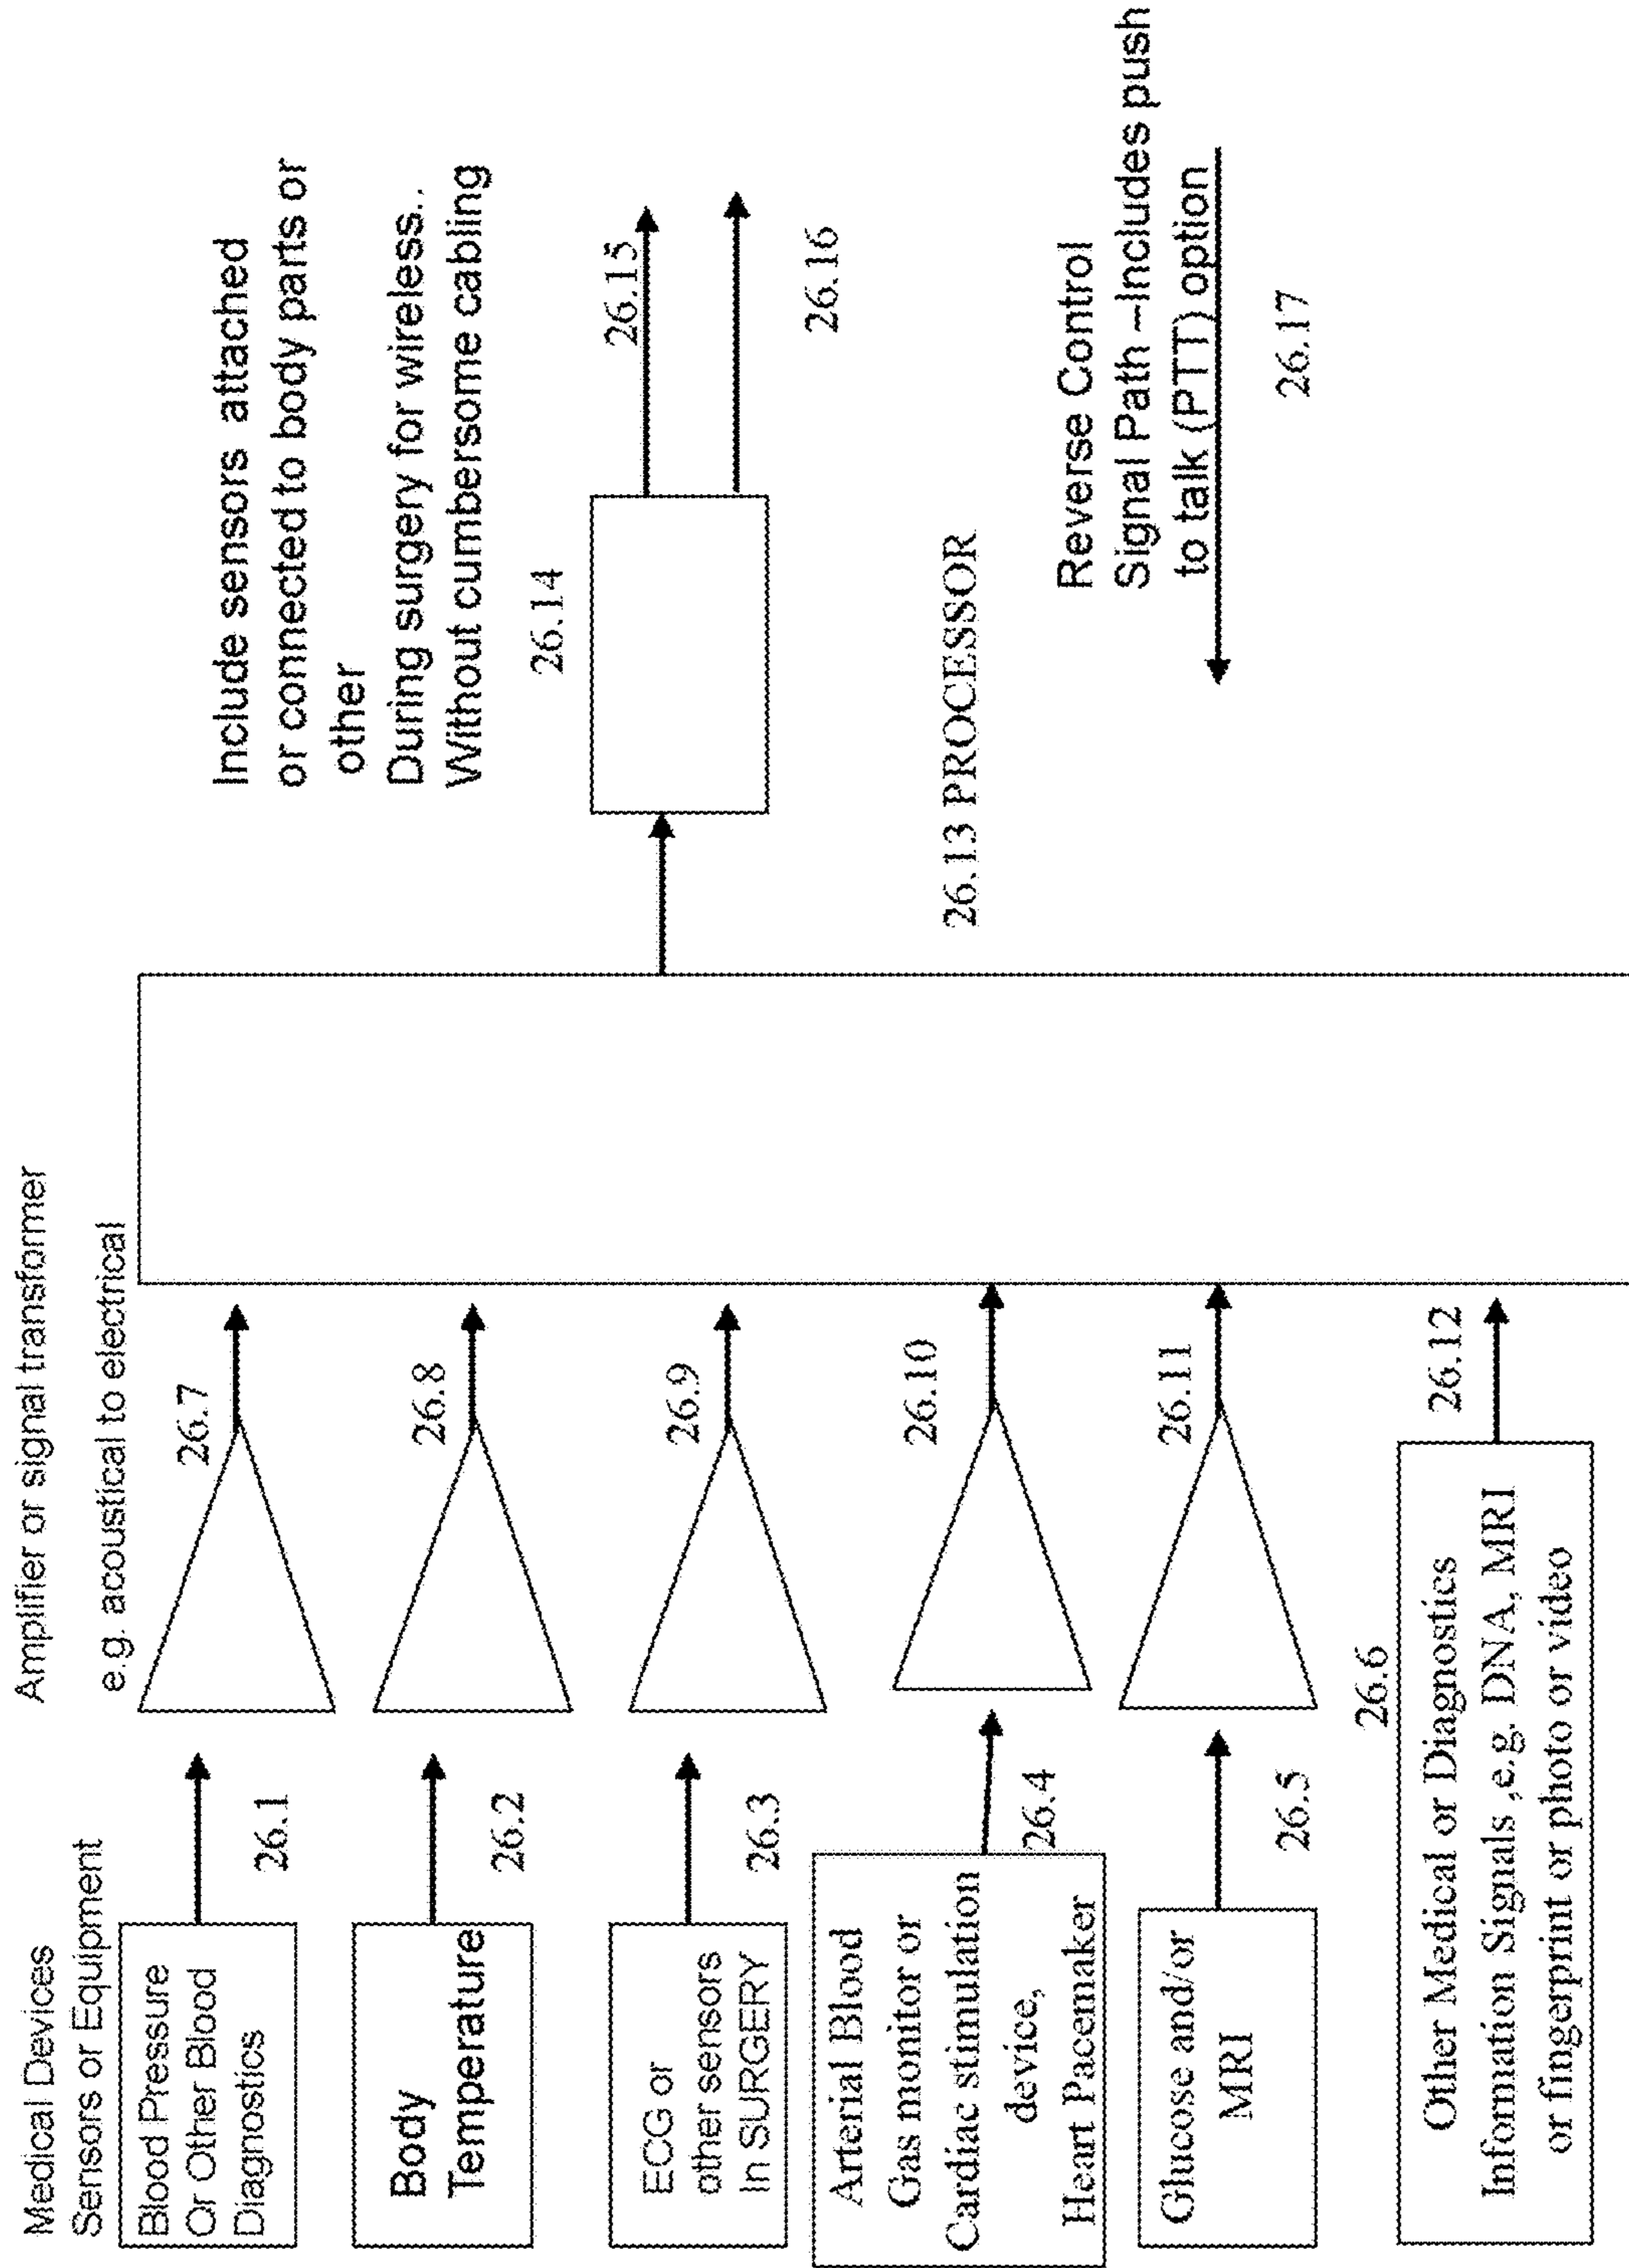 Medical Devices
Sensors or Equipment
Amplifier or signal transformer
e.g. acoustical to electrical
Blood Pressure
Or Other Blood
Diagnostics
26.1
26.7
Body
Temperature
26.2
26.8
ECG or
other sensors
In SURGERY
26.3
26.9
Arterial Blood
Gas monitor or
Cardiac stimulation
device,
Heart Pacemaker
26.4
26.10
Glucose and/or
MRI
26.5
26.11
26.6
Other Medical or Diagnostics
Information Signals ,e.g. DNA, MRI
or fingerprint or photo or video
26.12
Include sensors attached
or connected to body parts or
other
During surgery for wireless..
Without cumbersome cabling
26.14
26.15
26.16
26.13 PROCESSOR
Reverse Control
Signal Path –Includes push
to talk (PTT) option
26.17